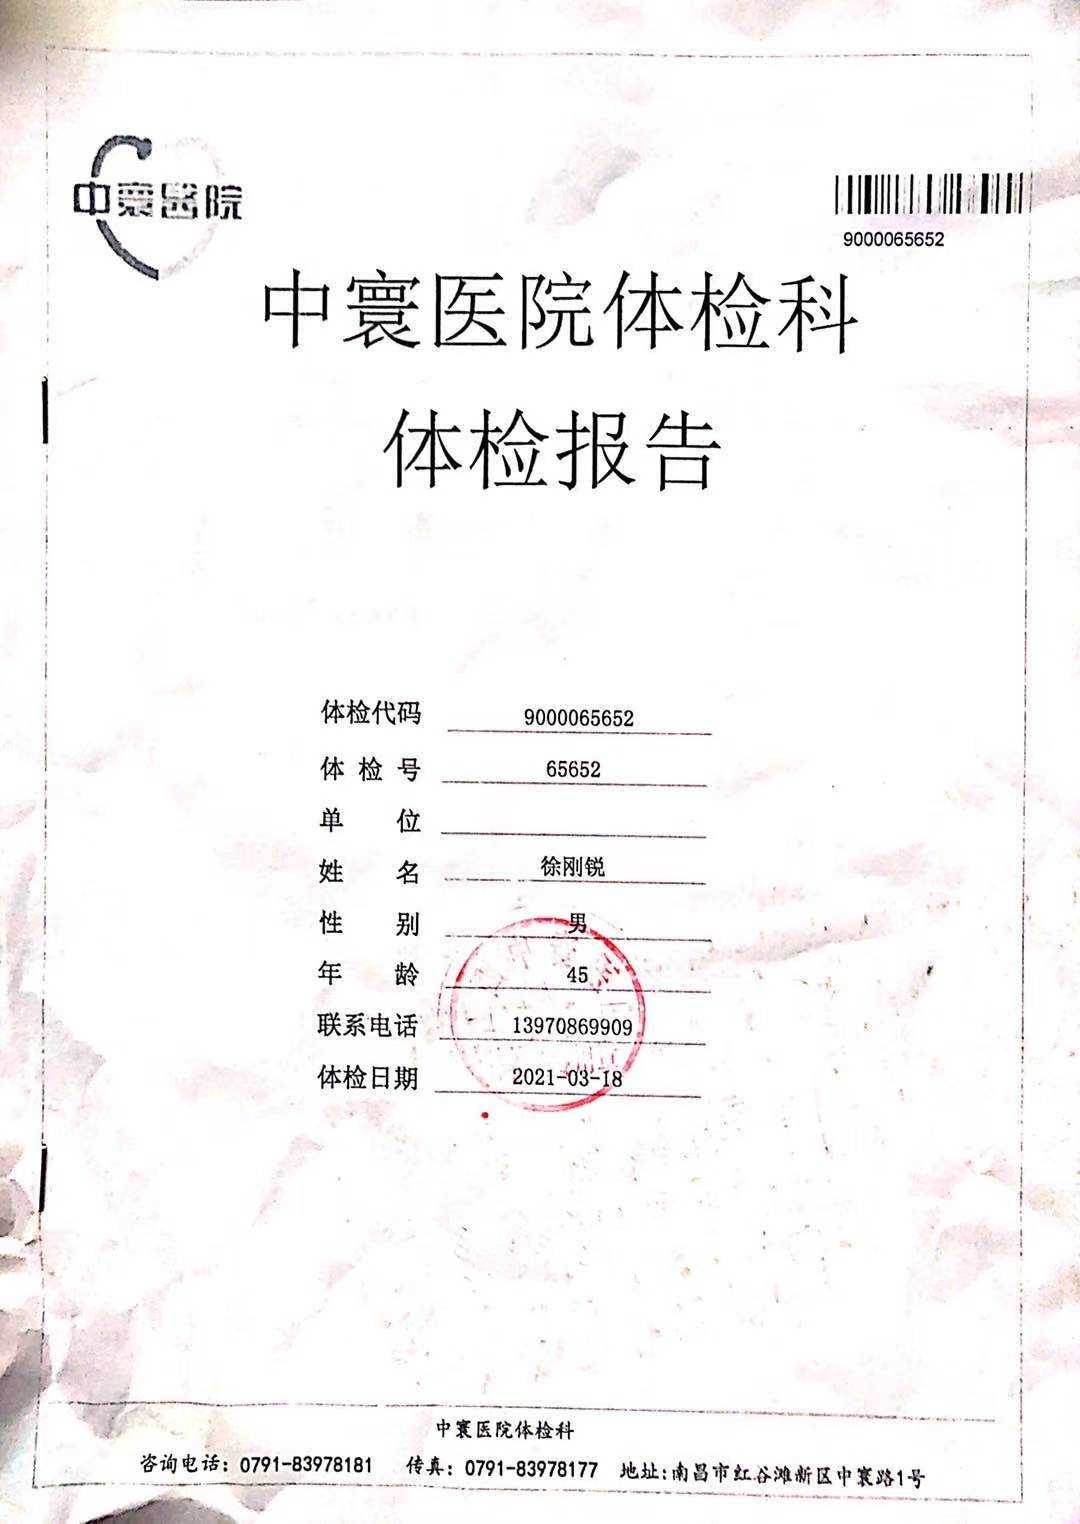 中寰醫院
9000065652
中寰医院体检科
体检报告
体检代码 9000065652
体检号 65652
单位
姓名 徐刚锐
性别 男
年龄 45
联系电话 13970869909
体检日期 2021-03-18
中寰医院体检科
咨询电话：0791-83978181 传真：0791-83978177 地址:南昌市红谷滩新区中寰路1号